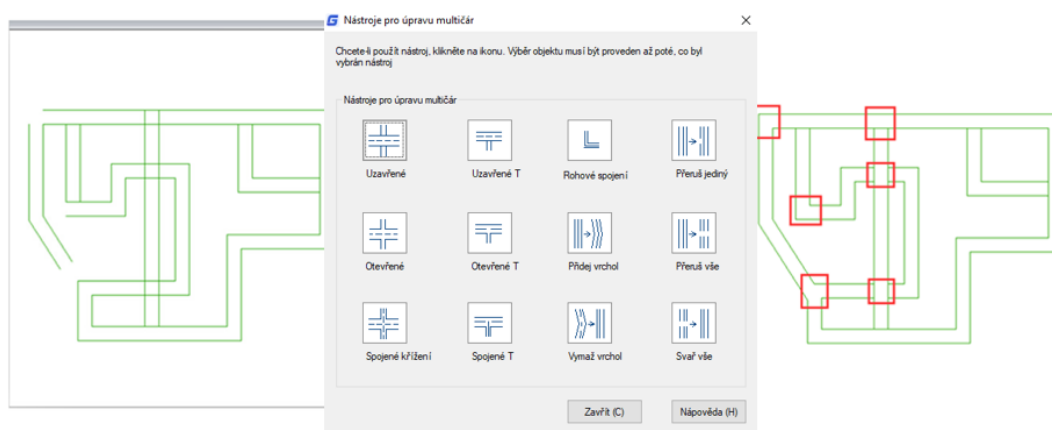 Nástroje pro úpravu multičár
Chcete-li použít nástroj, klikněte na ikonu. Výběr objektu musí být proveden až poté, co byl
vybrán nástroj
Nástroje pro úpravu multičár
Uzavřené
Uzavřené T
Rohové spojení
Přeruš jediný
Otevřené
Otevřené T
Přidej vrchol
Přeruš vše
Spojené křížení
Spojené T
Vymaž vrchol
Svař vše
Zavřít (C)
Nápověda (H)